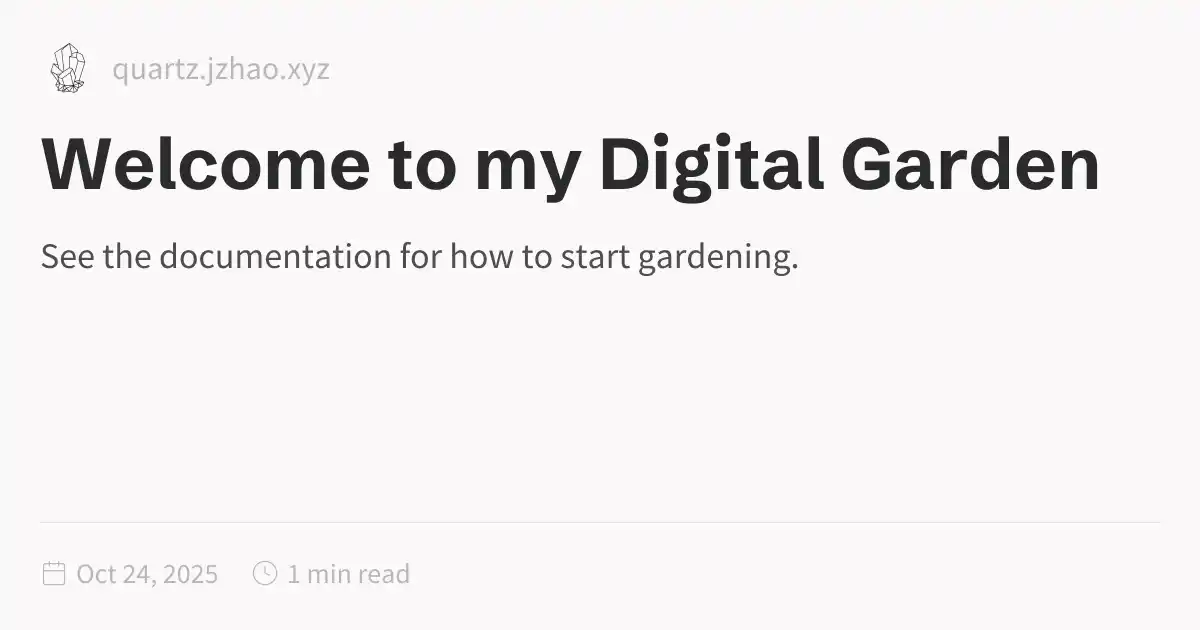 quartz.jzhao.xyz
Welcome to my Digital Garden
See the documentation for how to start gardening.
Oct 24, 2025 1 min read